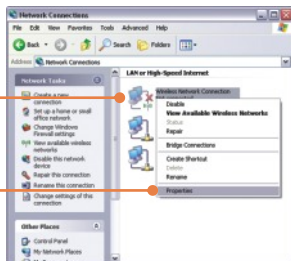 Network Connections
File Edit View Favorites Tools Advanced Help
Back Search Folders
Address Network Connections
Network Tasks
Create a new connection
Set up a home or small office network
Change Windows Firewall settings
View available wireless networks
Disable this network device
Repair this connection
Rename this connection
Change settings of this connection
Other Places
Control Panel
My Network Places
LAN or High-Speed Internet
Wireless Network Connection
Disable
View Available Wireless Networks
Status
Repair
Bridge Connections
Create Shortcut
Delete
Rename
Properties